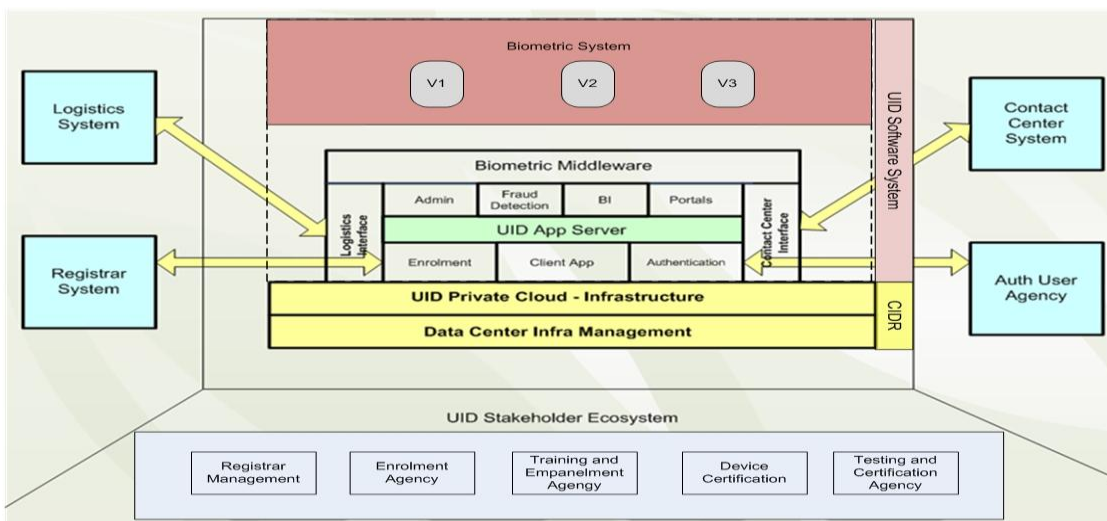 Biometric System
V1
V2
V3
Logistics
System
Registrar
System
Biometric Middleware
Logistics
Interface
Admin
Fraud
Detection
BI
Portals
UID App Server
Enrolment
Client App
Authentication
Contact Center
Interface
UID Private Cloud - Infrastructure
Data Center Infra Management
UID Software System
CIDR
Contact
Center
System
Auth User
Agency
UID Stakeholder Ecosystem
Registrar
Management
Enrolment
Agency
Training and
Empanelment
Agengy
Device
Certification
Testing and
Certification
Agency